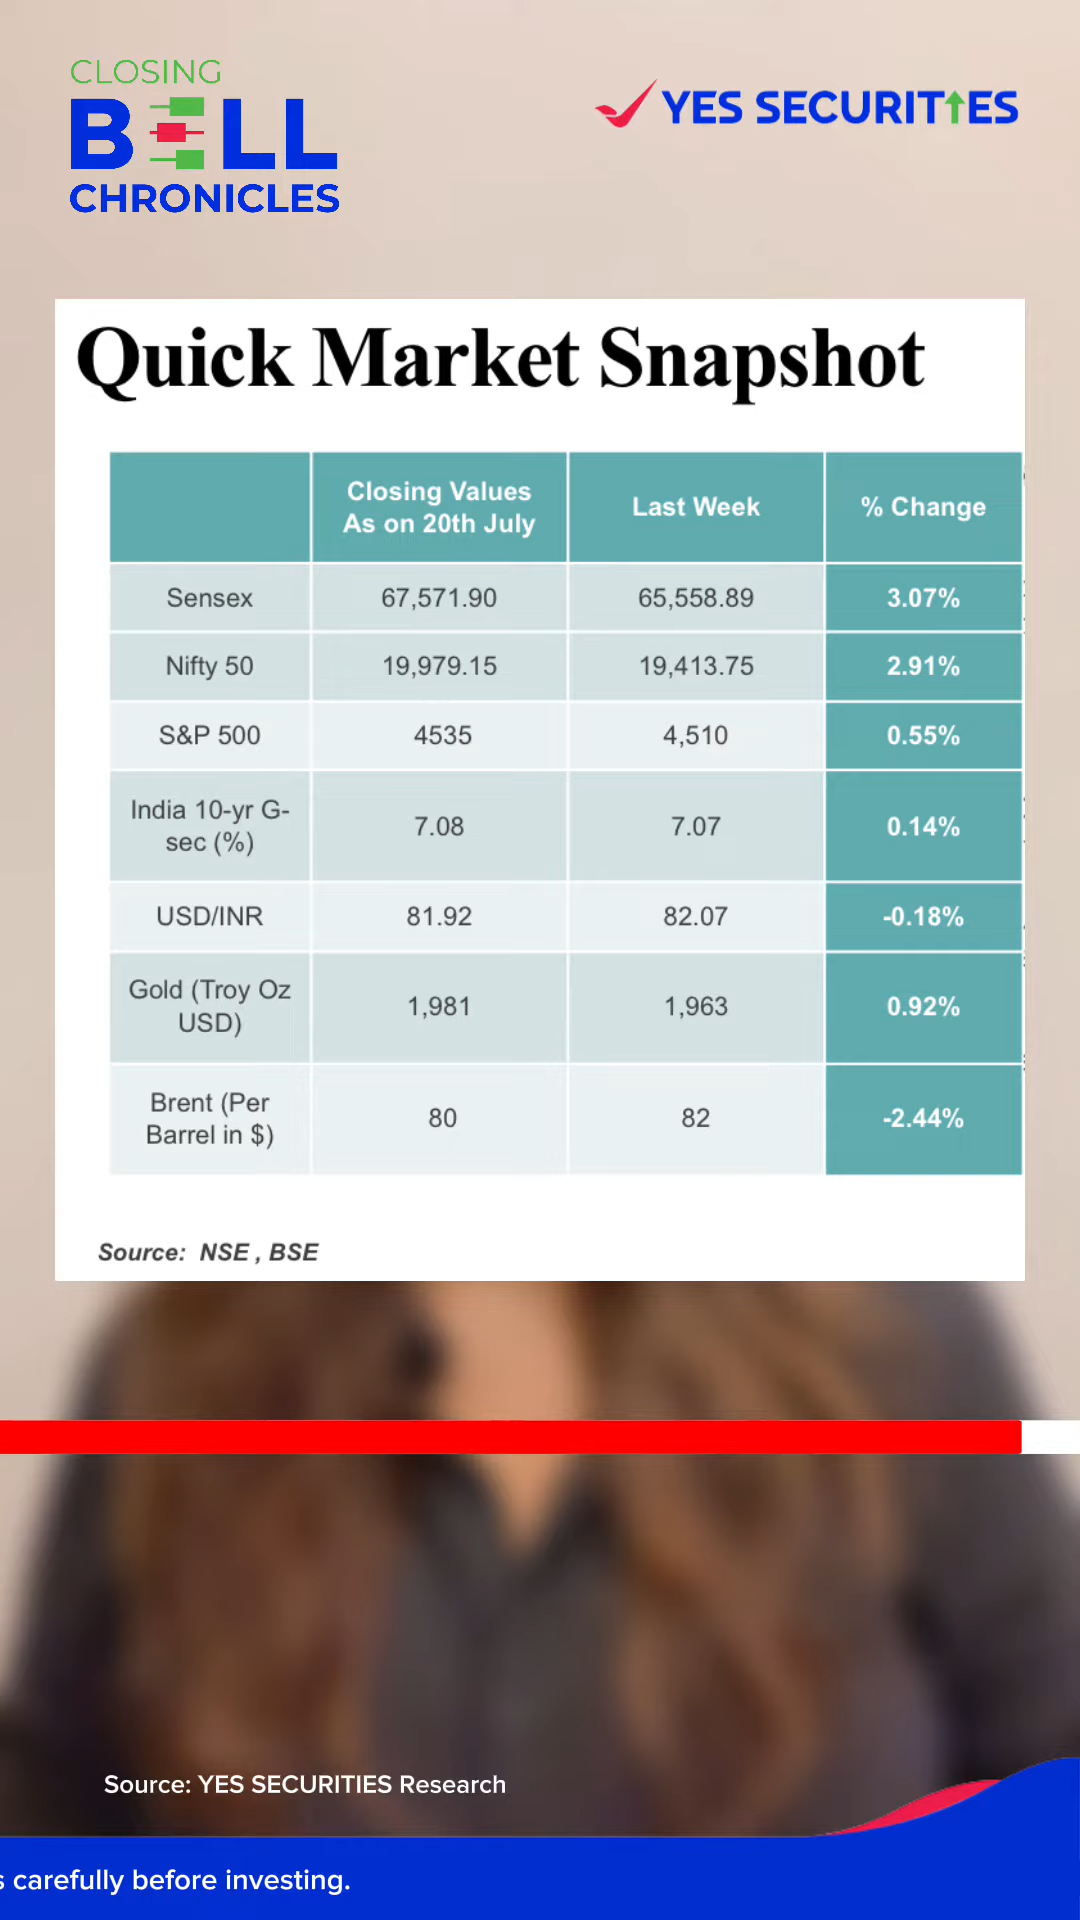 CLOSING
BELL
CHRONICLES
YES SECURITIES
Quick Market Snapshot
Closing Values As on 20th July | Last Week | % Change
Sensex 67,571.90 65,558.89 3.07%
Nifty 50 19,979.15 19,413.75 2.91%
S&P 500 4535 4,510 0.55%
India 10-yr G-sec (%) 7.08 7.07 0.14%
USD/INR 81.92 82.07 -0.18%
Gold (Troy Oz USD) 1,981 1,963 0.92%
Brent (Per Barrel in $) 80 82 -2.44%
Source: NSE , BSE
Source: YES SECURITIES Research
s carefully before investing.